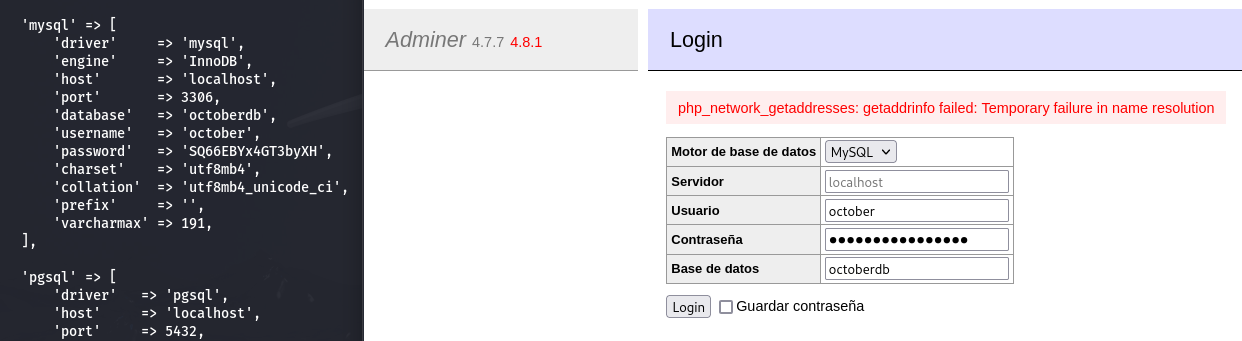 'mysql' => [
'driver' => 'mysql',
'engine' => 'InnoDB',
'host' => 'localhost',
'port' => 3306,
'database' => 'octoberdb',
'username' => 'october',
'password' => 'SQ66EBYx4GT3byXH',
'charset' => 'utf8mb4',
'collation' => 'utf8mb4_unicode_ci',
'prefix' => '',
'varcharmax' => 191,
],
'pgsql' => [
'driver' => 'pgsql',
'host' => 'localhost',
'port' => 5432,
Adminer 4.7.7 4.8.1
Login
php_network_getaddresses: getaddrinfo failed: Temporary failure in name resolution
Motor de base de datos MySQL
Servidor localhost
Usuario october
Contraseña ●●●●●●●●●●●●●●●●
Base de datos octoberdb
Login Guardar contraseña